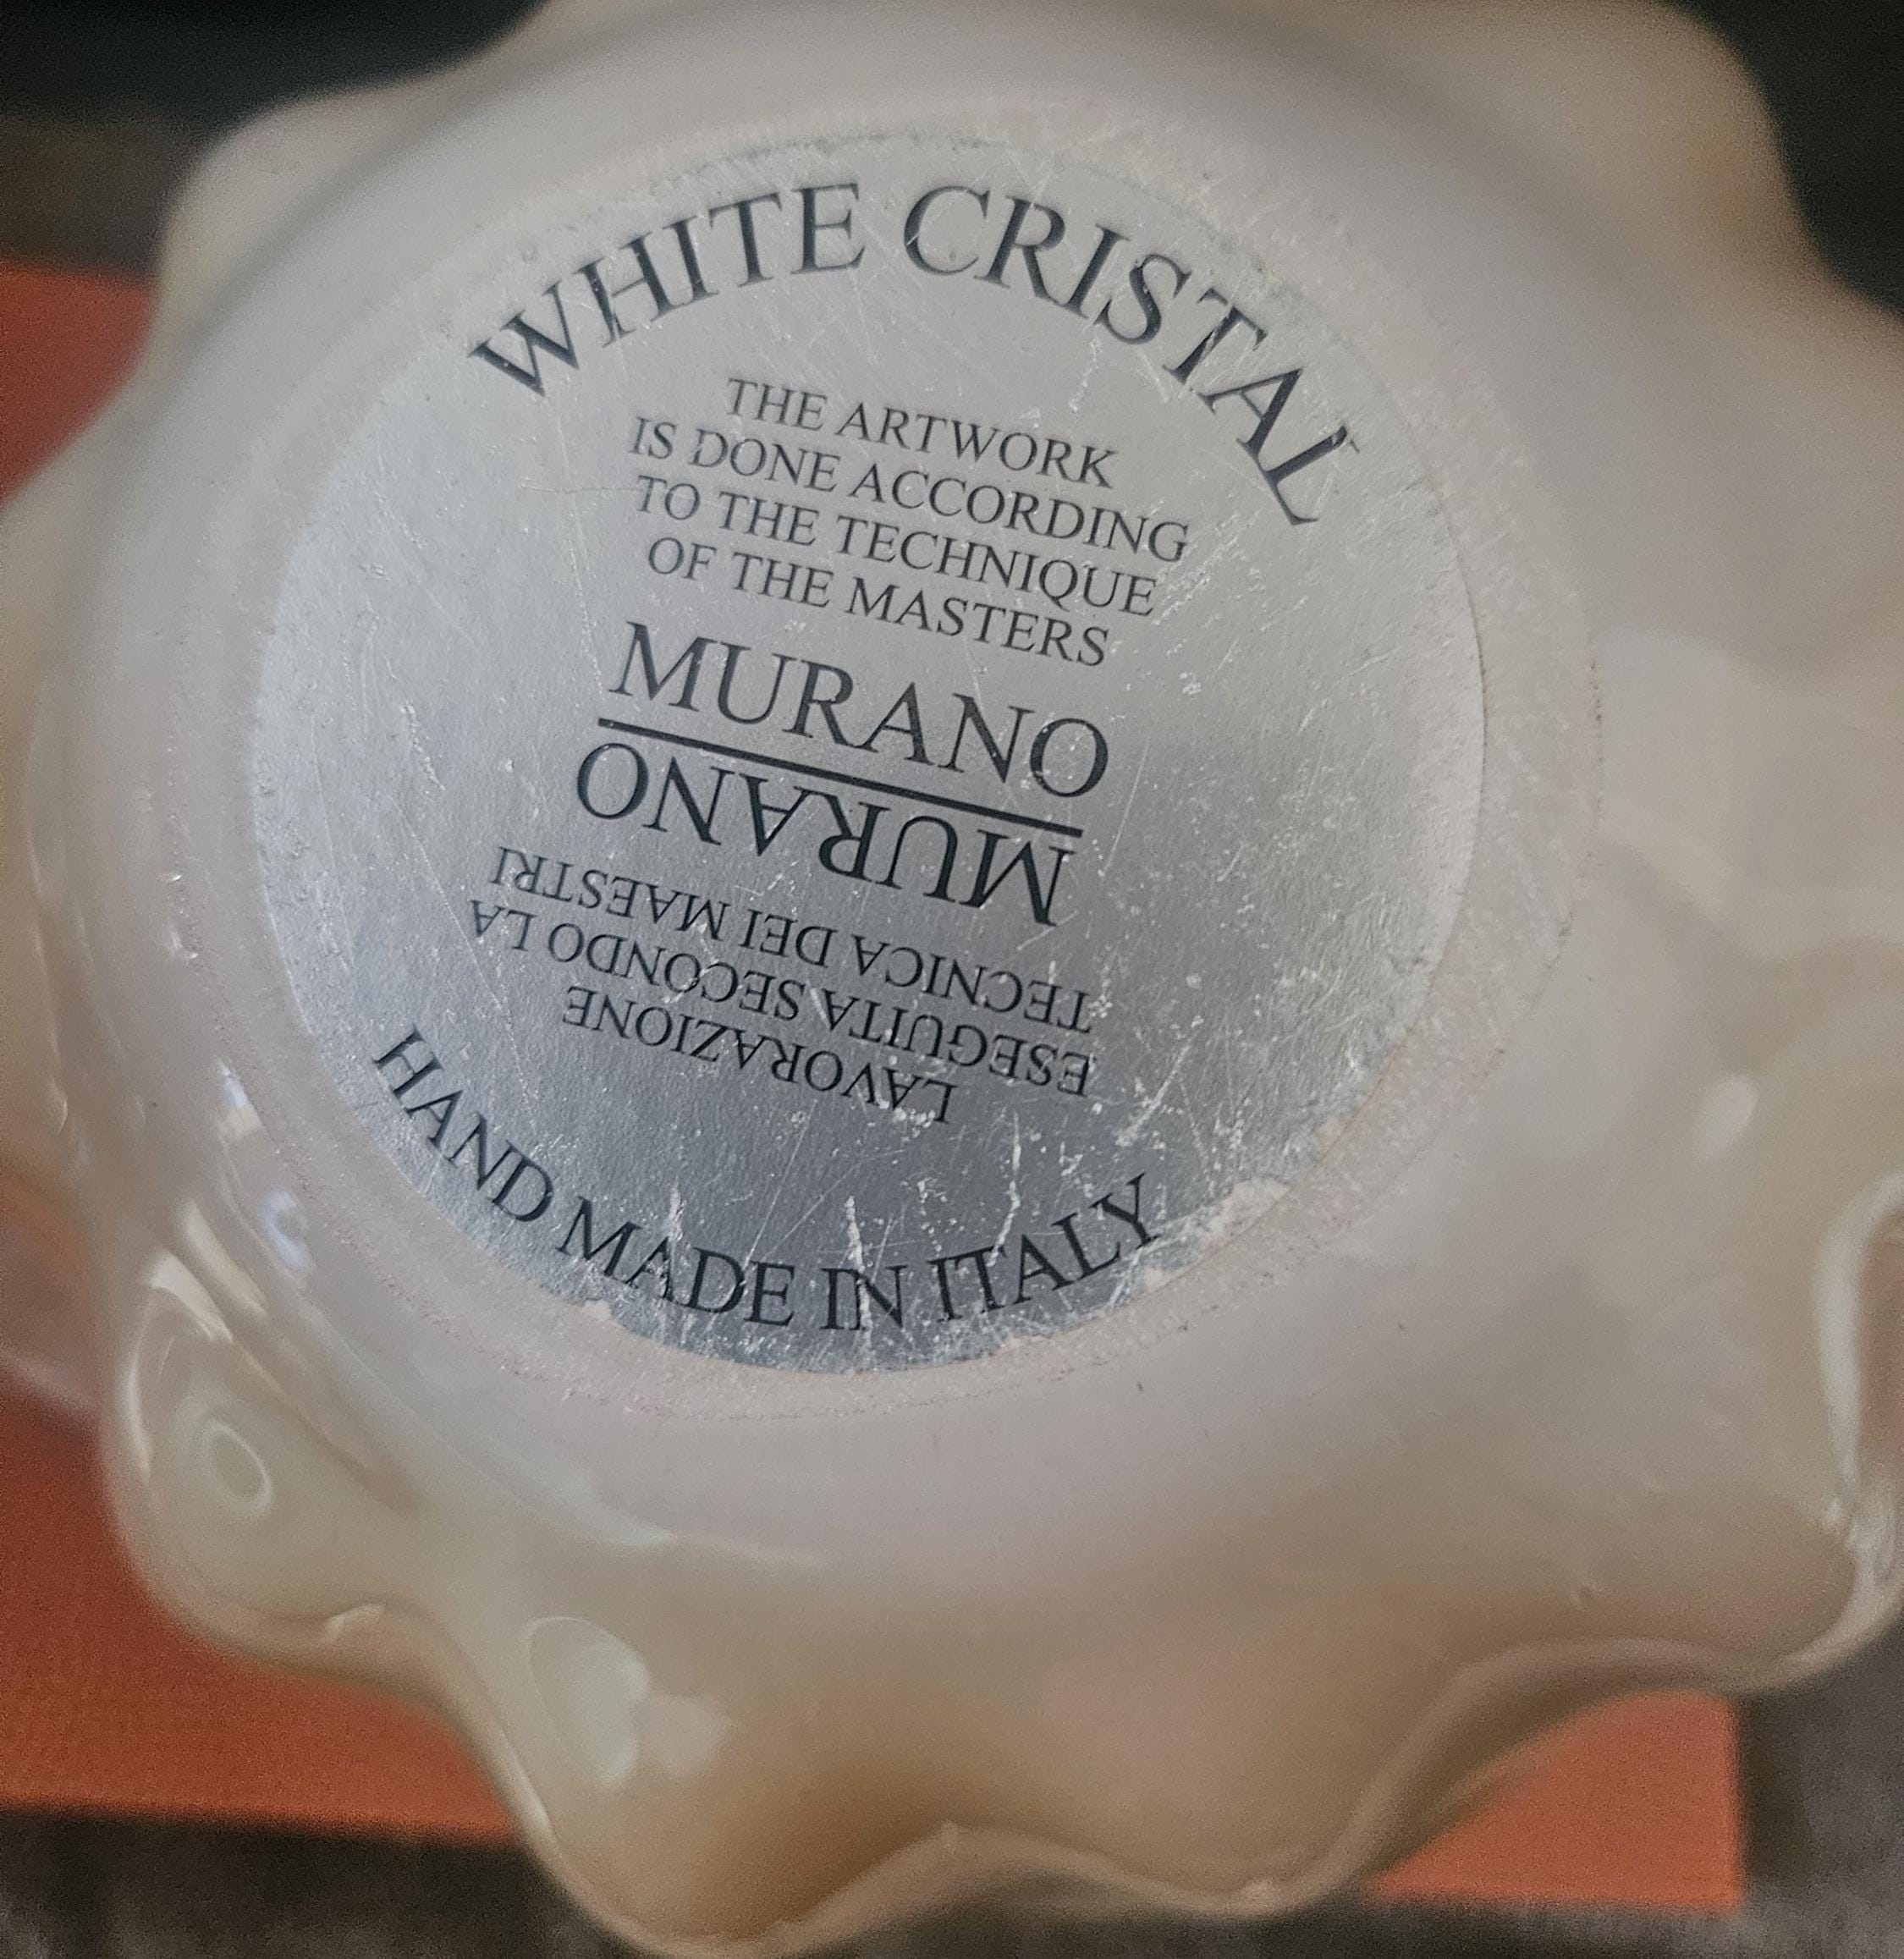 WHITE CRISTAL
THE ARTWORK
IS DONE ACCORDING
TO THE TECHNIQUE
OF THE MASTERS
MURANO
MURANO
TECNICA DEI MAESTRI
ESEGUITA SECONDO LA
LAVORAZIONE
HAND MADE IN ITALY